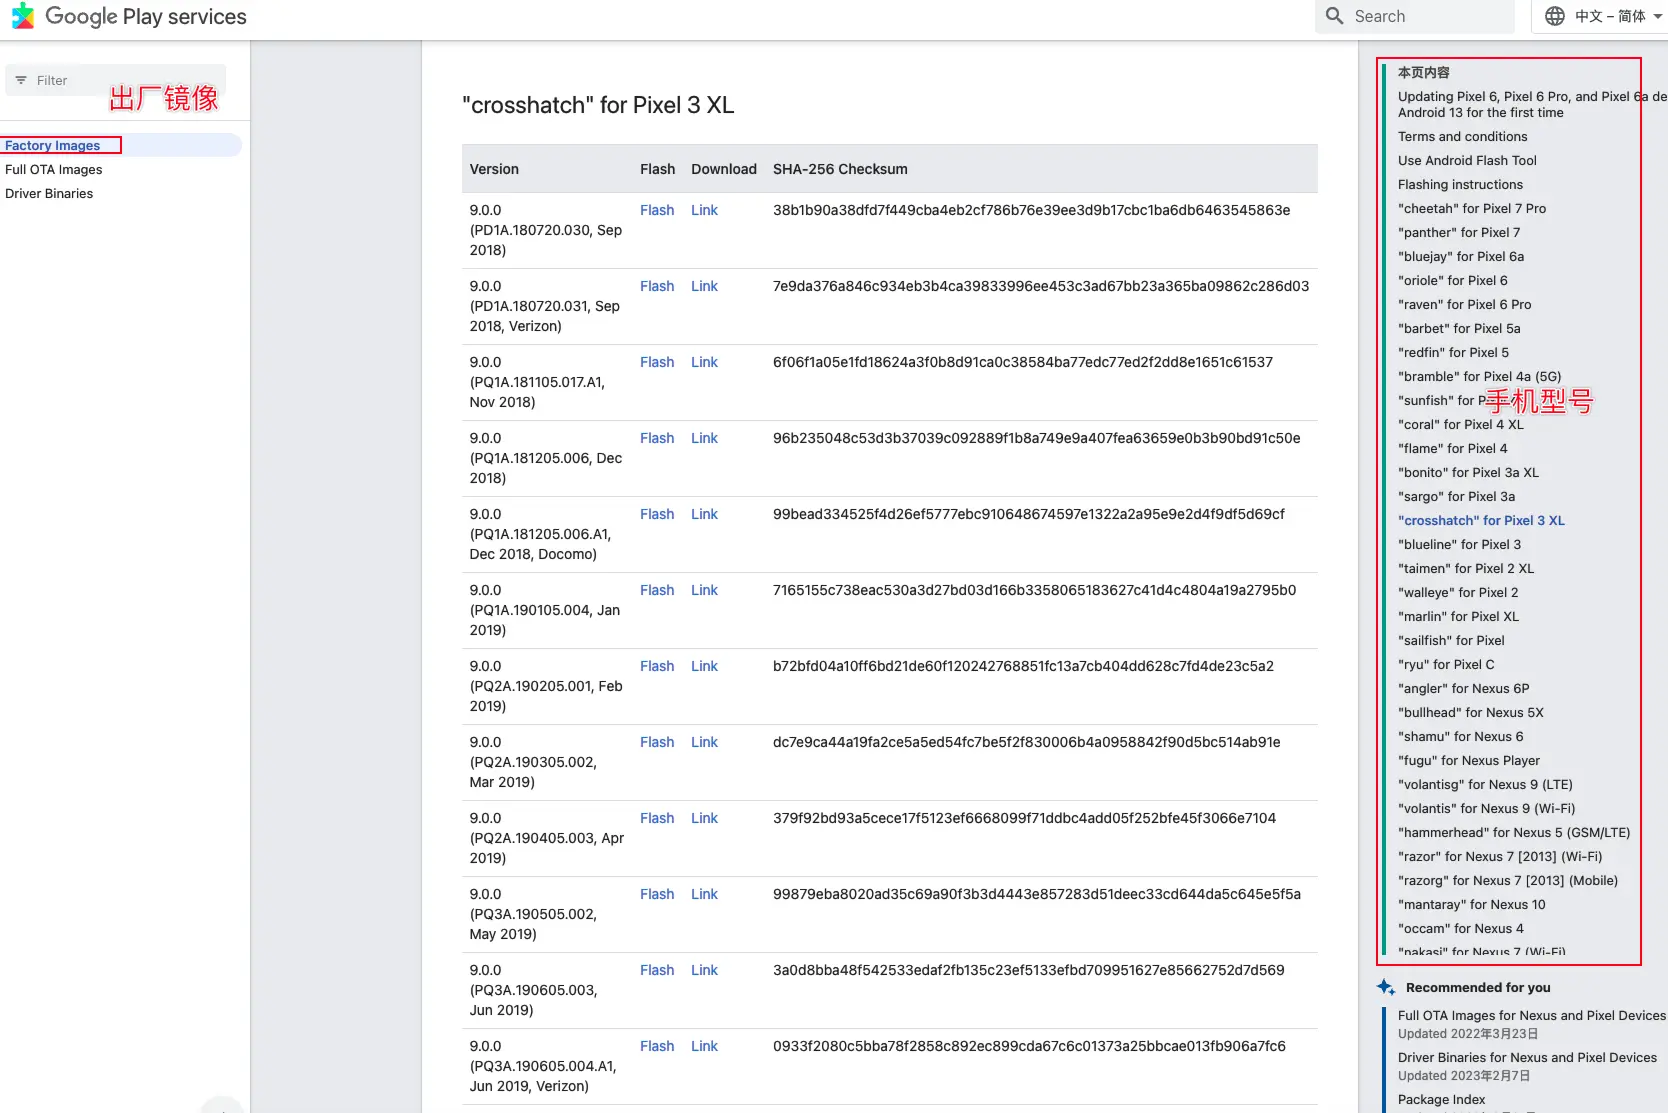 Google Play services
Search
中文 – 简体
Filter
出厂镜像
Factory Images
Full OTA Images
Driver Binaries
"crosshatch" for Pixel 3 XL
Version Flash Download SHA-256 Checksum
9.0.0 Flash Link 38b1b90a38dfd7f449cba4eb2cf786b76e39ee3d9b17cbc1ba6db6463545863e
(PD1A.180720.030, Sep
2018)
9.0.0 Flash Link 7e9da376a846c934eb3b4ca39833996ee453c3ad67bb23a365ba09862c286d03
(PD1A.180720.031, Sep
2018, Verizon)
9.0.0 Flash Link 6f06f1a05e1fd18624a3f0b8d91ca0c38584ba77edc77ed2f2dd8e1651c61537
(PQ1A.181105.017.A1,
Nov 2018)
9.0.0 Flash Link 96b235048c53d3b37039c092889f1b8a749e9a407fea63659e0b3b90bd91c50e
(PQ1A.181205.006, Dec
2018)
9.0.0 Flash Link 99bead334525f4d26ef5777ebc910648674597e1322a2a95e9e2d4f9df5d69cf
(PQ1A.181205.006.A1,
Dec 2018, Docomo)
9.0.0 Flash Link 7165155c738eac530a3d27bd03d166b3358065183627c41d4c4804a19a2795b0
(PQ1A.190105.004, Jan
2019)
9.0.0 Flash Link b72bfd04a10ff6bd21de60f120242768851fc13a7cb404dd628c7fd4de23c5a2
(PQ2A.190205.001, Feb
2019)
9.0.0 Flash Link dc7e9ca44a19fa2ce5a5ed54fc7be5f2f830006b4a0958842f90d5bc514ab91e
(PQ2A.190305.002,
Mar 2019)
9.0.0 Flash Link 379f92bd93a5cece17f5123ef6668099f71ddbc4add05f252bfe45f3066e7104
(PQ2A.190405.003, Apr
2019)
9.0.0 Flash Link 99879eba8020ad35c69a90f3b3d4443e857283d51deec33cd644da5c645e5f5a
(PQ3A.190505.002,
May 2019)
9.0.0 Flash Link 3a0d8bba48f542533edaf2fb135c23ef5133efbd709951627e85662752d7d569
(PQ3A.190605.003,
Jun 2019)
9.0.0 Flash Link 0933f2080c5bba78f2858c892ec899cda67c6c01373a25bbcae013fb906a7fc6
(PQ3A.190605.004.A1,
Jun 2019, Verizon)
本页内容
Updating Pixel 6, Pixel 6 Pro, and Pixel 6a de
Android 13 for the first time
Terms and conditions
Use Android Flash Tool
Flashing instructions
"cheetah" for Pixel 7 Pro
"panther" for Pixel 7
"bluejay" for Pixel 6a
"oriole" for Pixel 6
"raven" for Pixel 6 Pro
"barbet" for Pixel 5a
"redfin" for Pixel 5
"bramble" for Pixel 4a (5G)
"sunfish" for
手机型号
"coral" for Pixel 4 XL
"flame" for Pixel 4
"bonito" for Pixel 3a XL
"sargo" for Pixel 3a
"crosshatch" for Pixel 3 XL
"blueline" for Pixel 3
"taimen" for Pixel 2 XL
"walleye" for Pixel 2
"marlin" for Pixel XL
"sailfish" for Pixel
"ryu" for Pixel C
"angler" for Nexus 6P
"bullhead" for Nexus 5X
"shamu" for Nexus 6
"fugu" for Nexus Player
"volantisg" for Nexus 9 (LTE)
"volantis" for Nexus 9 (Wi-Fi)
"hammerhead" for Nexus 5 (GSM/LTE)
"razor" for Nexus 7 [2013] (Wi-Fi)
"razorg" for Nexus 7 [2013] (Mobile)
"mantaray" for Nexus 10
"occam" for Nexus 4
"nakasi" for Nexus 7 (Wi-Fi)
Recommended for you
Full OTA Images for Nexus and Pixel Devices
Updated 2022年3月23日
Driver Binaries for Nexus and Pixel Devices
Updated 2023年2月7日
Package Index